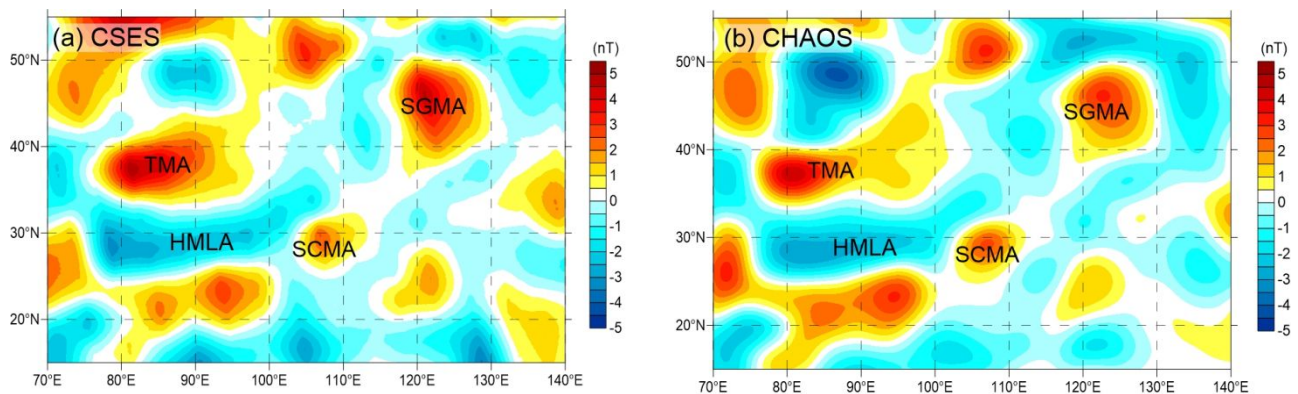 (a) CSES
(nT)
5
4
3
2
1
0
-1
-2
-3
-4
-5
50°N
40°N
30°N
20°N
70°E 80°E 90°E 100°E 110°E 120°E 130°E 140°E
SGMA
TMA
HMLA
SCMA
(b) CHAOS
(nT)
5
4
3
2
1
0
-1
-2
-3
-4
-5
50°N
40°N
30°N
20°N
70°E 80°E 90°E 100°E 110°E 120°E 130°E 140°E
SGMA
TMA
HMLA
SCMA